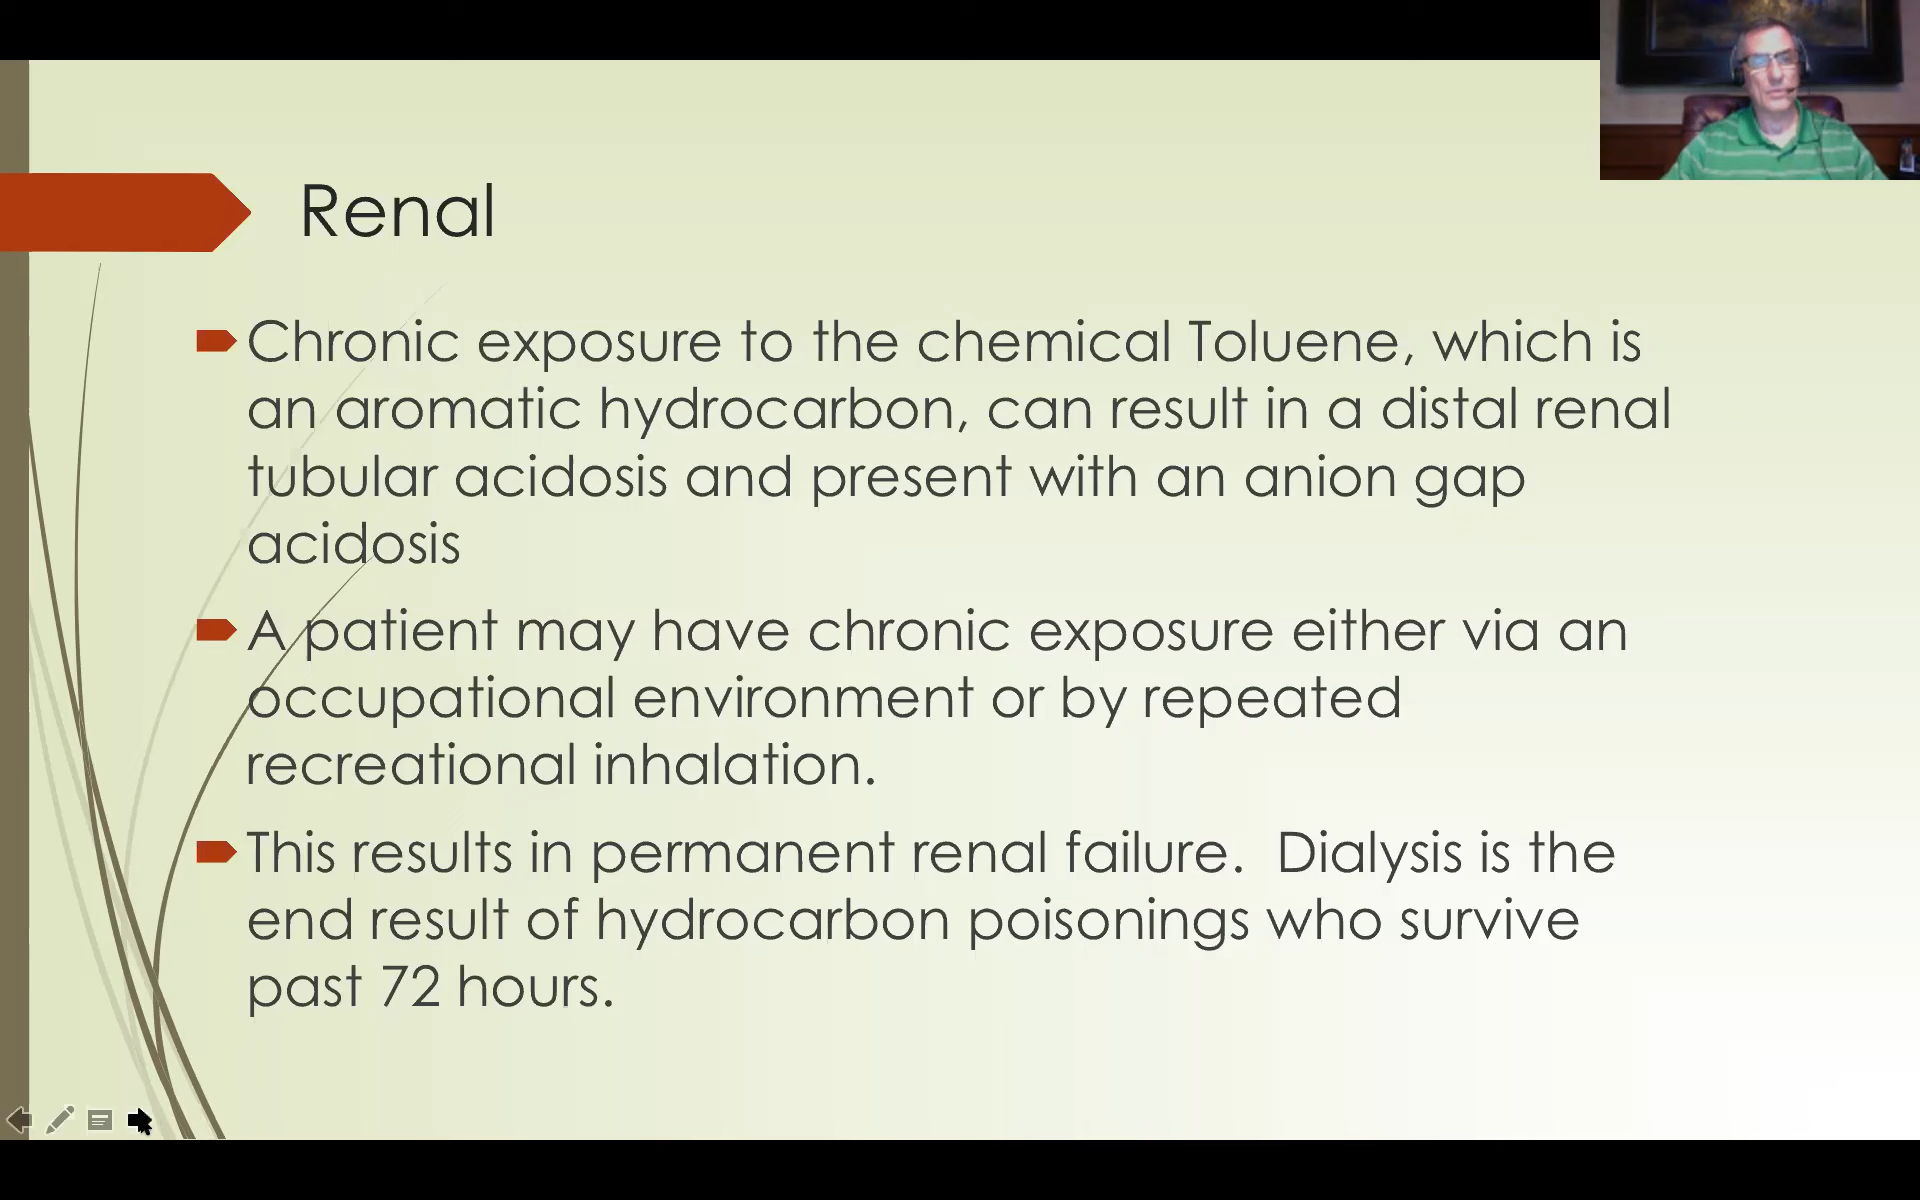 Renal
Chronic exposure to the chemical Toluene, which is
an aromatic hydrocarbon, can result in a distal renal
tubular acidosis and present with an anion gap
acidosis
A patient may have chronic exposure either via an
occupational environment or by repeated
recreational inhalation.
This results in permanent renal failure.  Dialysis is the
end result of hydrocarbon poisonings who survive
past 72 hours.